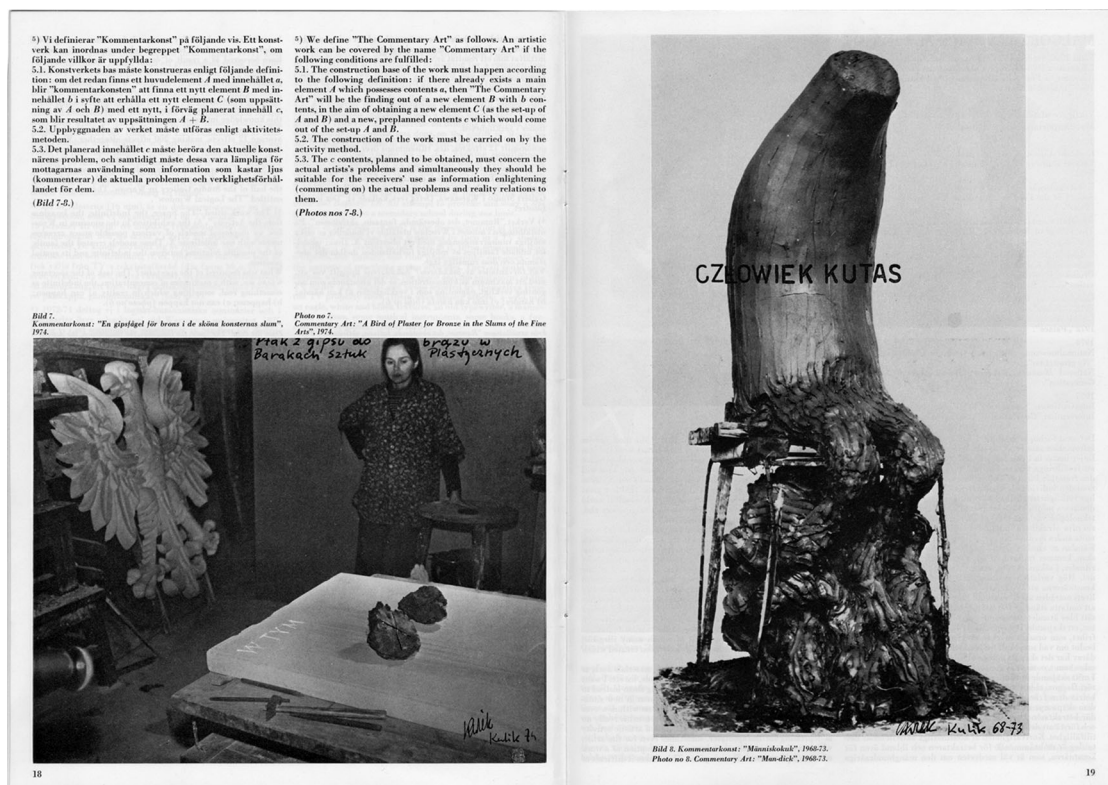 ⁵) Vi definierar "Kommentarkonst" på följande vis. Ett konst-
verk kan inordnas under begreppet "Kommentarkonst", om
följande villkor är uppfyllda:
5.1. Konstverkets bas måste konstrueras enligt följande defini-
tion: om det redan finns ett huvudelement A med innehållet a,
blir "kommentarkonsten" att finna ett nytt element B med in-
nehållet b i syfte att erhålla ett nytt element C (som uppsätt-
ning av A och B) med ett nytt, i förväg planerat innehåll c,
som blir resultatet av uppsättningen A + B.
5.2. Uppbyggnaden av verket måste utföras enligt aktivitets-
metoden.
5.3. Det planerad innehållet c måste beröra den aktuelle konst-
närens problem, och samtidigt måste dessa vara lämpliga för
mottagarnas användning som information som kastar ljus
(kommenterar) de aktuella problemen och verklighetsförhål-
landet för dem.
(Bild 7-8.)
⁵) We define "The Commentary Art" as follows. An artistic
work can be covered by the name "Commentary Art" if the
following conditions are fulfilled:
5.1. The construction base of the work must happen according
to the following definition: if there already exists a main
element A which possesses contents a, then "The Commentary
Art" will be the finding out of a new element B with b con-
tents, in the aim of obtaining a new element C (as the set-up of
A and B) and a new, preplanned contents c which would come
out of the set-up A and B.
5.2. The construction of the work must be carried on by the
activity method.
5.3. The c contents, planned to be obtained, must concern the
actual artists's problems and simultaneously they should be
suitable for the receivers' use as information enlightening
(commenting on) the actual problems and reality relations to
them.
(Photos nos 7-8.)
Bild 7.
Kommentarkonst: "En gipsfågel för brons i de sköna konsternas slum",
1974.
Photo no 7.
Commentary Art: "A Bird of Plaster for Bronze in the Slums of the Fine
Arts", 1974.
Ptak z gipsu do brązu w
Barakach Sztuk Plastycznych
W TYM
Kulik 74
18
CZŁOWIEK KUTAS
Kulik 68-73
Bild 8. Kommentarkonst: "Människokuk", 1968-73.
Photo no 8. Commentary Art: "Man-dick", 1968-73.
19